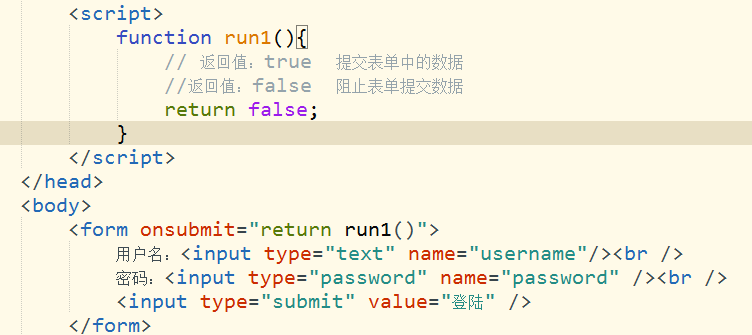 <script>
function run1(){
// 返回值：true 提交表单中的数据
//返回值：false 阻止表单提交数据
return false;
}
</script>
</head>
<body>
<form onsubmit="return run1()">
用户名：<input type="text" name="username"/><br />
密码：<input type="password" name="password" /><br />
<input type="submit" value="登陆" />
</form>